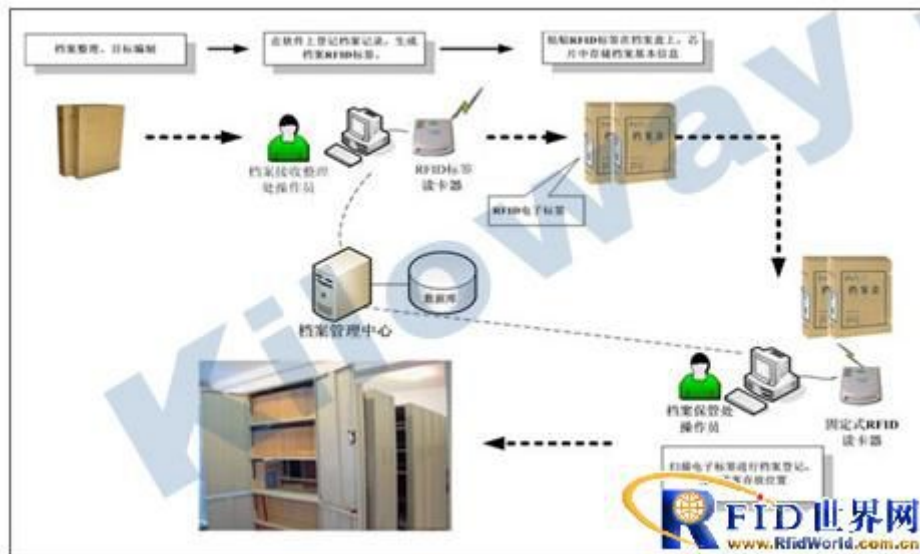 档案整理、目标编制
在软件上登记档案记录，生成
档案RFID标签。
粘贴RFID标签在档案盒上，芯
片中存储档案基本信息
档案接收整理
处操作员
RFID标签
读卡器
档案盒
RFID电子标签
档案盒
数据库
档案管理中心
档案保管处
操作员
固定式RFID
读卡器
扫描电子标签进行档案登记，
存放位置
Kiloway
RFID世界网
www.RfidWorld.com.cn